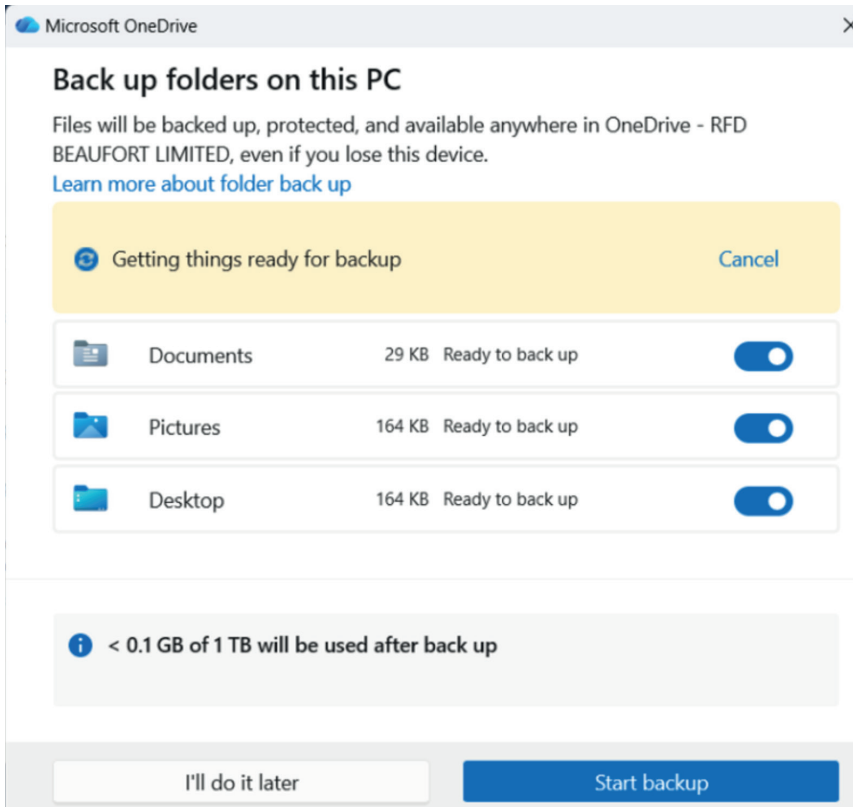 Microsoft OneDrive
Back up folders on this PC
Files will be backed up, protected, and available anywhere in OneDrive - RFD
BEAUFORT LIMITED, even if you lose this device.
Learn more about folder back up
Getting things ready for backup Cancel
Documents 29 KB Ready to back up
Pictures 164 KB Ready to back up
Desktop 164 KB Ready to back up
< 0.1 GB of 1 TB will be used after back up
I'll do it later Start backup